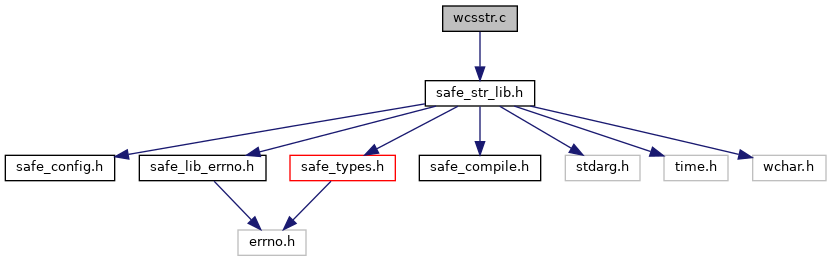 wcsstr.c
safe_str_lib.h
safe_config.h
safe_lib_errno.h
safe_types.h
safe_compile.h
stdarg.h
time.h
wchar.h
errno.h